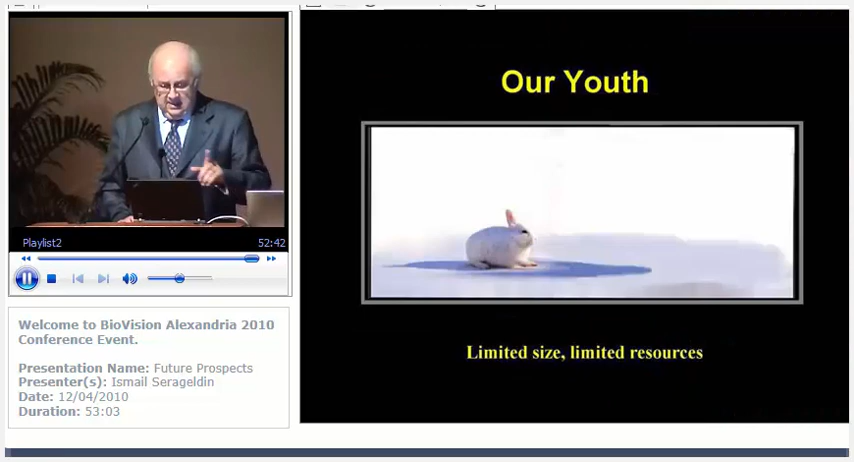 Our Youth
Limited size, limited resources
Playlist2
52:42
Welcome to BioVision Alexandria 2010
Conference Event.
Presentation Name: Future Prospects
Presenter(s): Ismail Serageldin
Date: 12/04/2010
Duration: 53:03